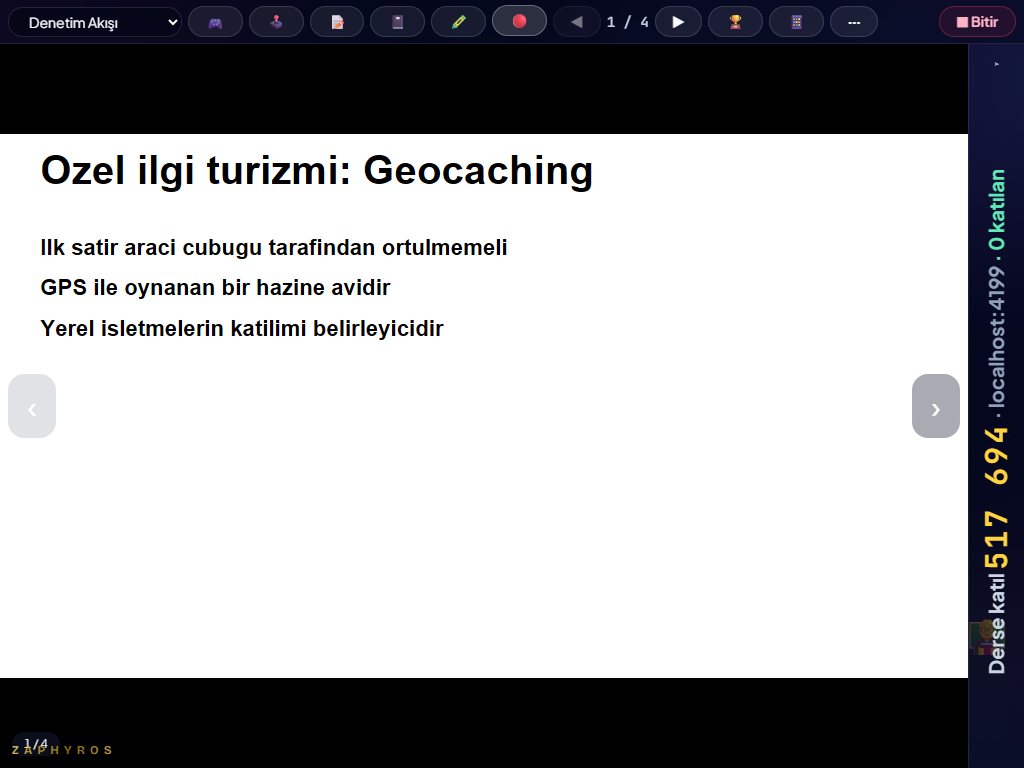 Denetim Akışı
1 / 4
Bitir
Ozel ilgi turizmi: Geocaching
Ilk satir araci cubugu tarafindan ortulmemeli
GPS ile oynanan bir hazine avidir
Yerel isletmelerin katilimi belirleyicidir
Derse katıl 517 694 · localhost:4199 · 0 katılan
1/4
ZAPHYROS